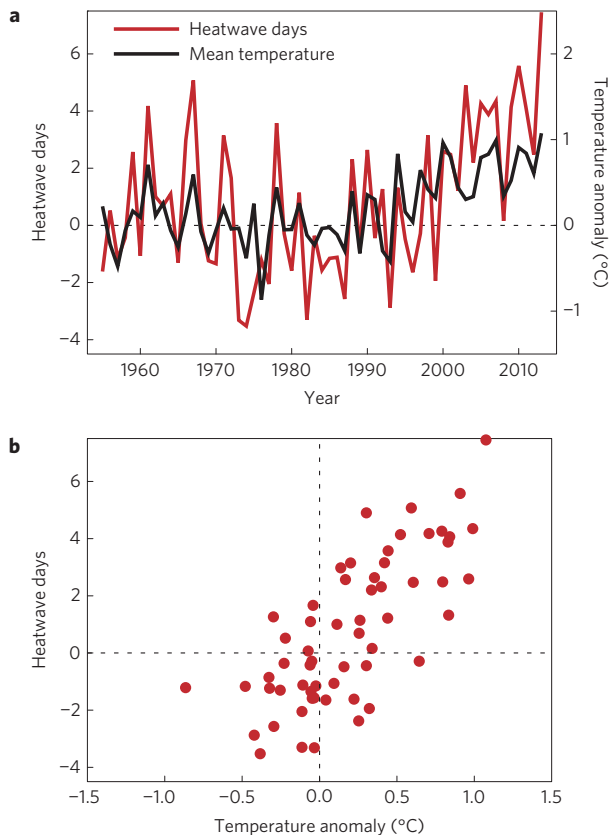 a
Heatwave days
Mean temperature
6
4
2
0
−2
−4
Heatwave days
2
1
0
−1
Temperature anomaly (°C)
1960 1970 1980 1990 2000 2010
Year
b
6
4
2
0
−2
−4
Heatwave days
−1.5 −1.0 −0.5 0.0 0.5 1.0 1.5
Temperature anomaly (°C)